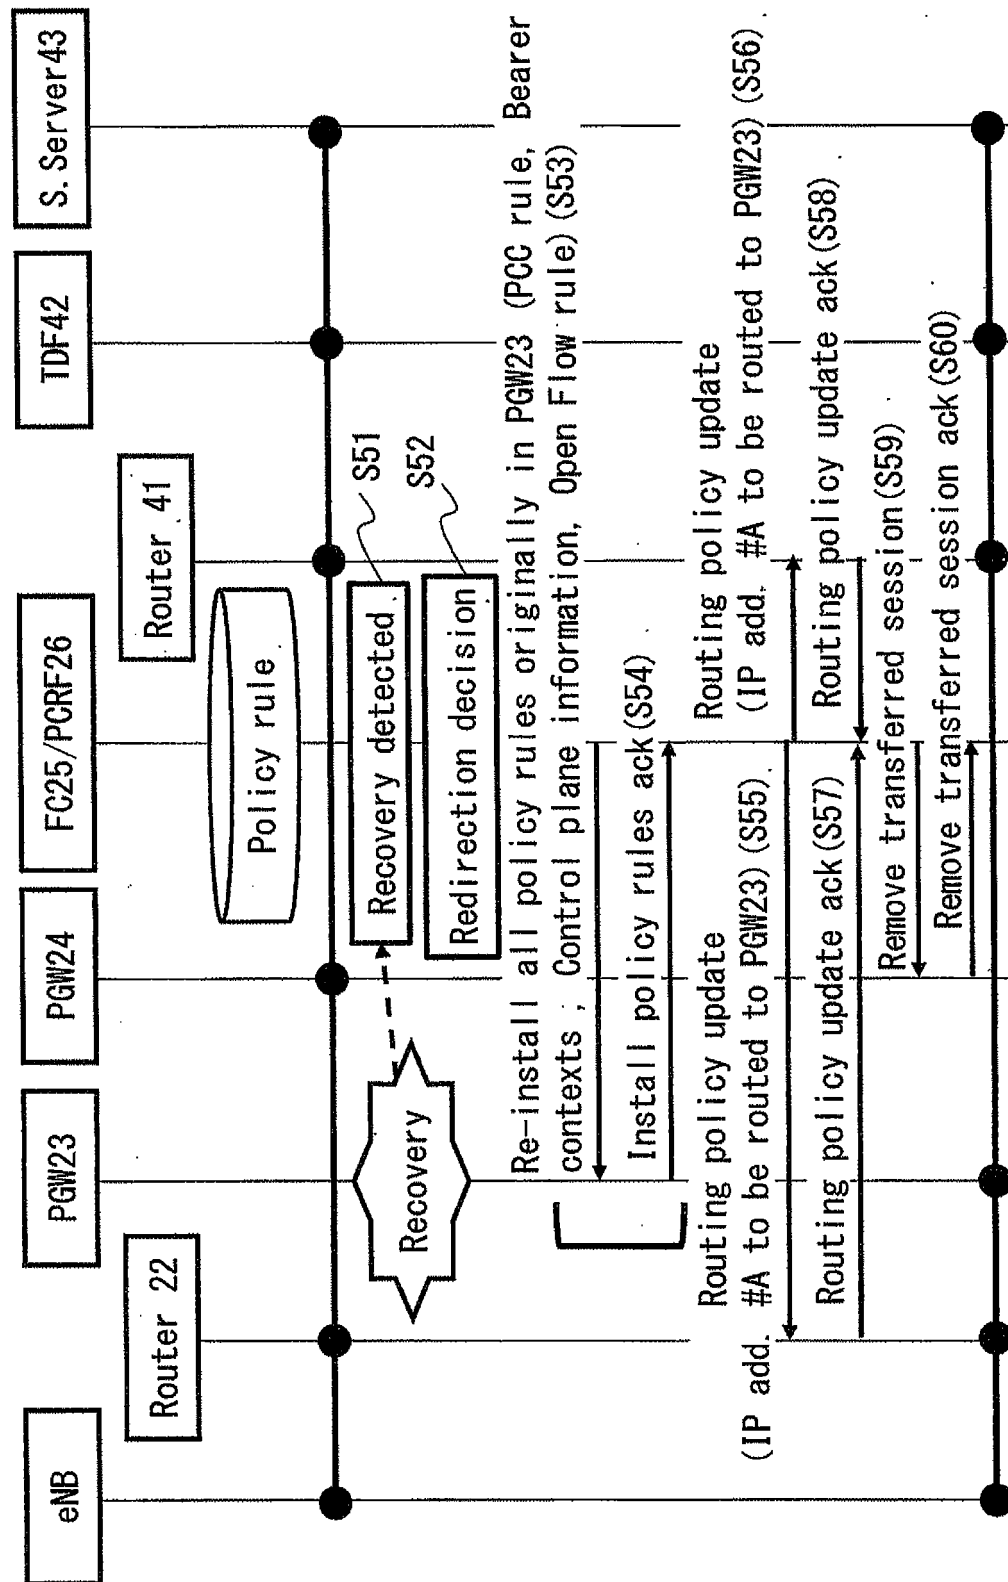 eNB
Router 22
PGW23
PGW24
FC25/PCRF26
Router 41
TDF42
S. Server43
Policy rule
Recovery
Recovery detected
S51
Redirection decision
S52
Re-install all policy rules originally in PGW23 (PCC rule, Bearer
contexts, Control plane information, Open Flow rule) (S53)
Install policy rules ack(S54)
Routing policy update
(IP add. #A to be routed to PGW23) (S55)
Routing policy update
(IP add. #A to be routed to PGW23) (S56)
Routing policy update ack(S57)
Routing policy update ack(S58)
Remove transferred session(S59)
Remove transferred session ack(S60)